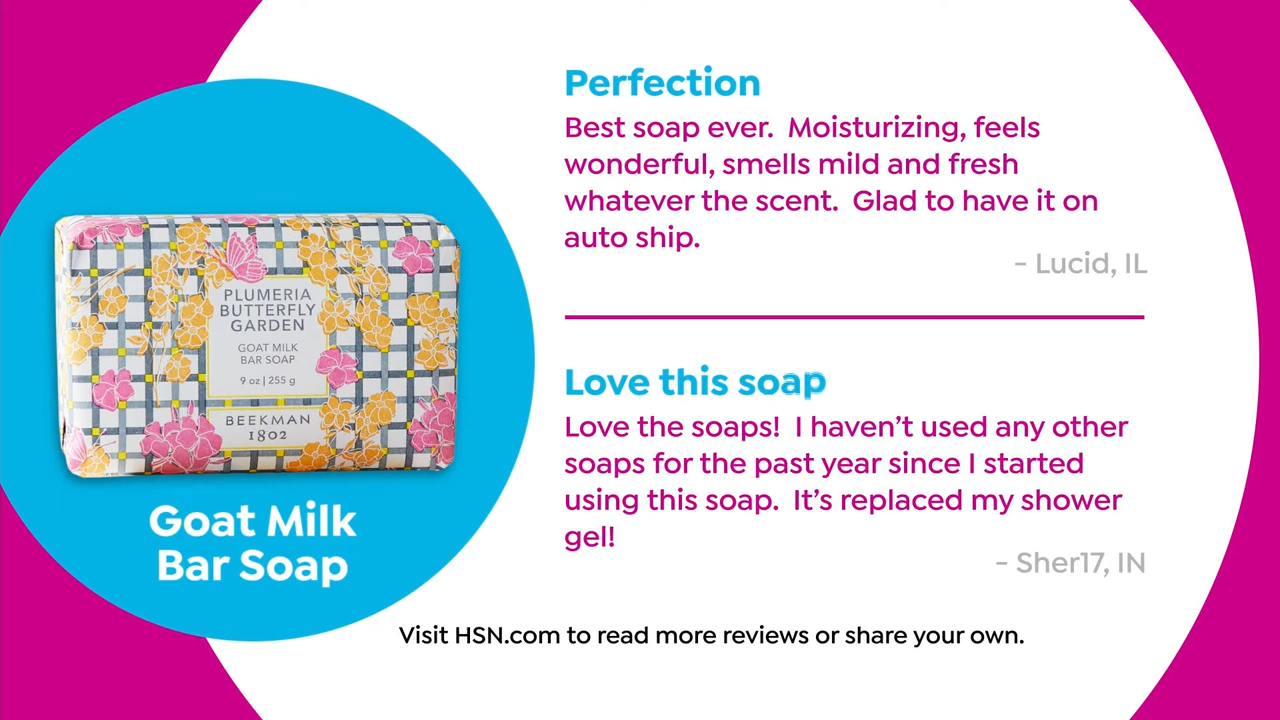 Perfection
Best soap ever.  Moisturizing, feels
wonderful, smells mild and fresh
whatever the scent.  Glad to have it on
auto ship.
- Lucid, IL
Love this soap
Love the soaps!  I haven’t used any other
soaps for the past year since I started
using this soap.  It’s replaced my shower
gel!
- Sher17, IN
PLUMERIA
BUTTERFLY
GARDEN
GOAT MILK
BAR SOAP
9 oz | 255 g
BEEKMAN
1802
Goat Milk
Bar Soap
Visit HSN.com to read more reviews or share your own.